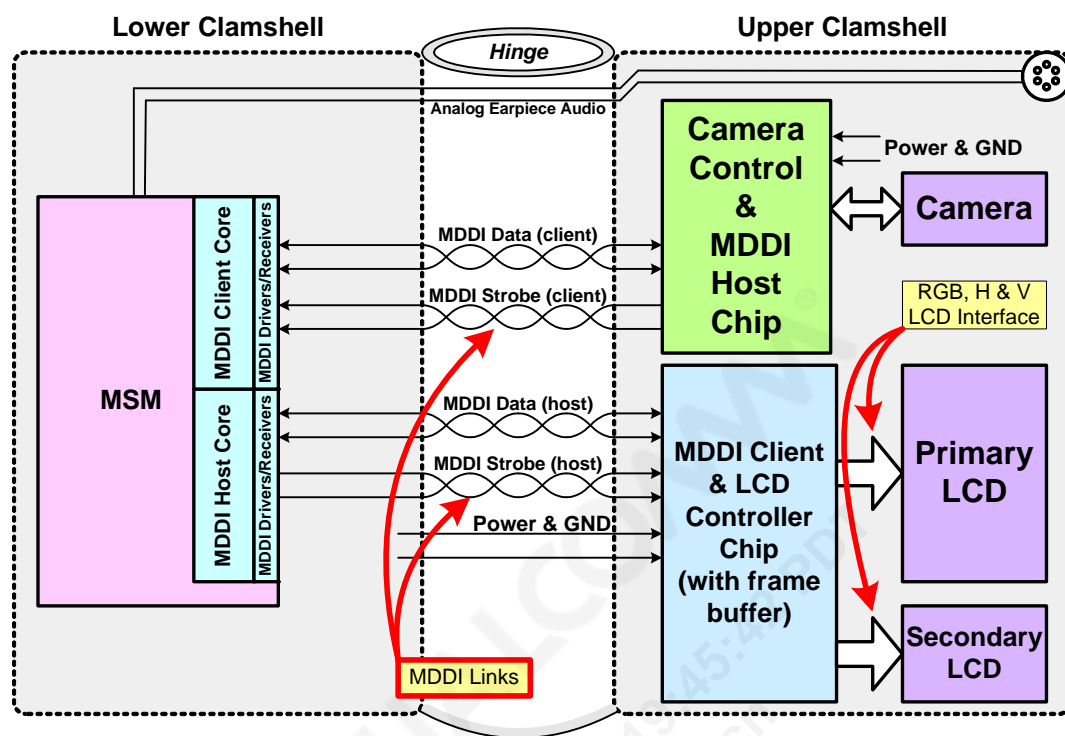 Lower Clamshell
Hinge
Upper Clamshell
Analog Earpiece Audio
Camera
Control
&
MDDI
Host
Chip
Power & GND
Camera
MSM
MDDI Client Core
MDDI Drivers/Receivers
MDDI Host Core
MDDI Drivers/Receivers
MDDI Data (client)
MDDI Strobe (client)
MDDI Data (host)
MDDI Strobe (host)
Power & GND
RGB, H & V
LCD Interface
MDDI Client
& LCD
Controller
Chip
(with frame
buffer)
Primary
LCD
Secondary
LCD
MDDI Links